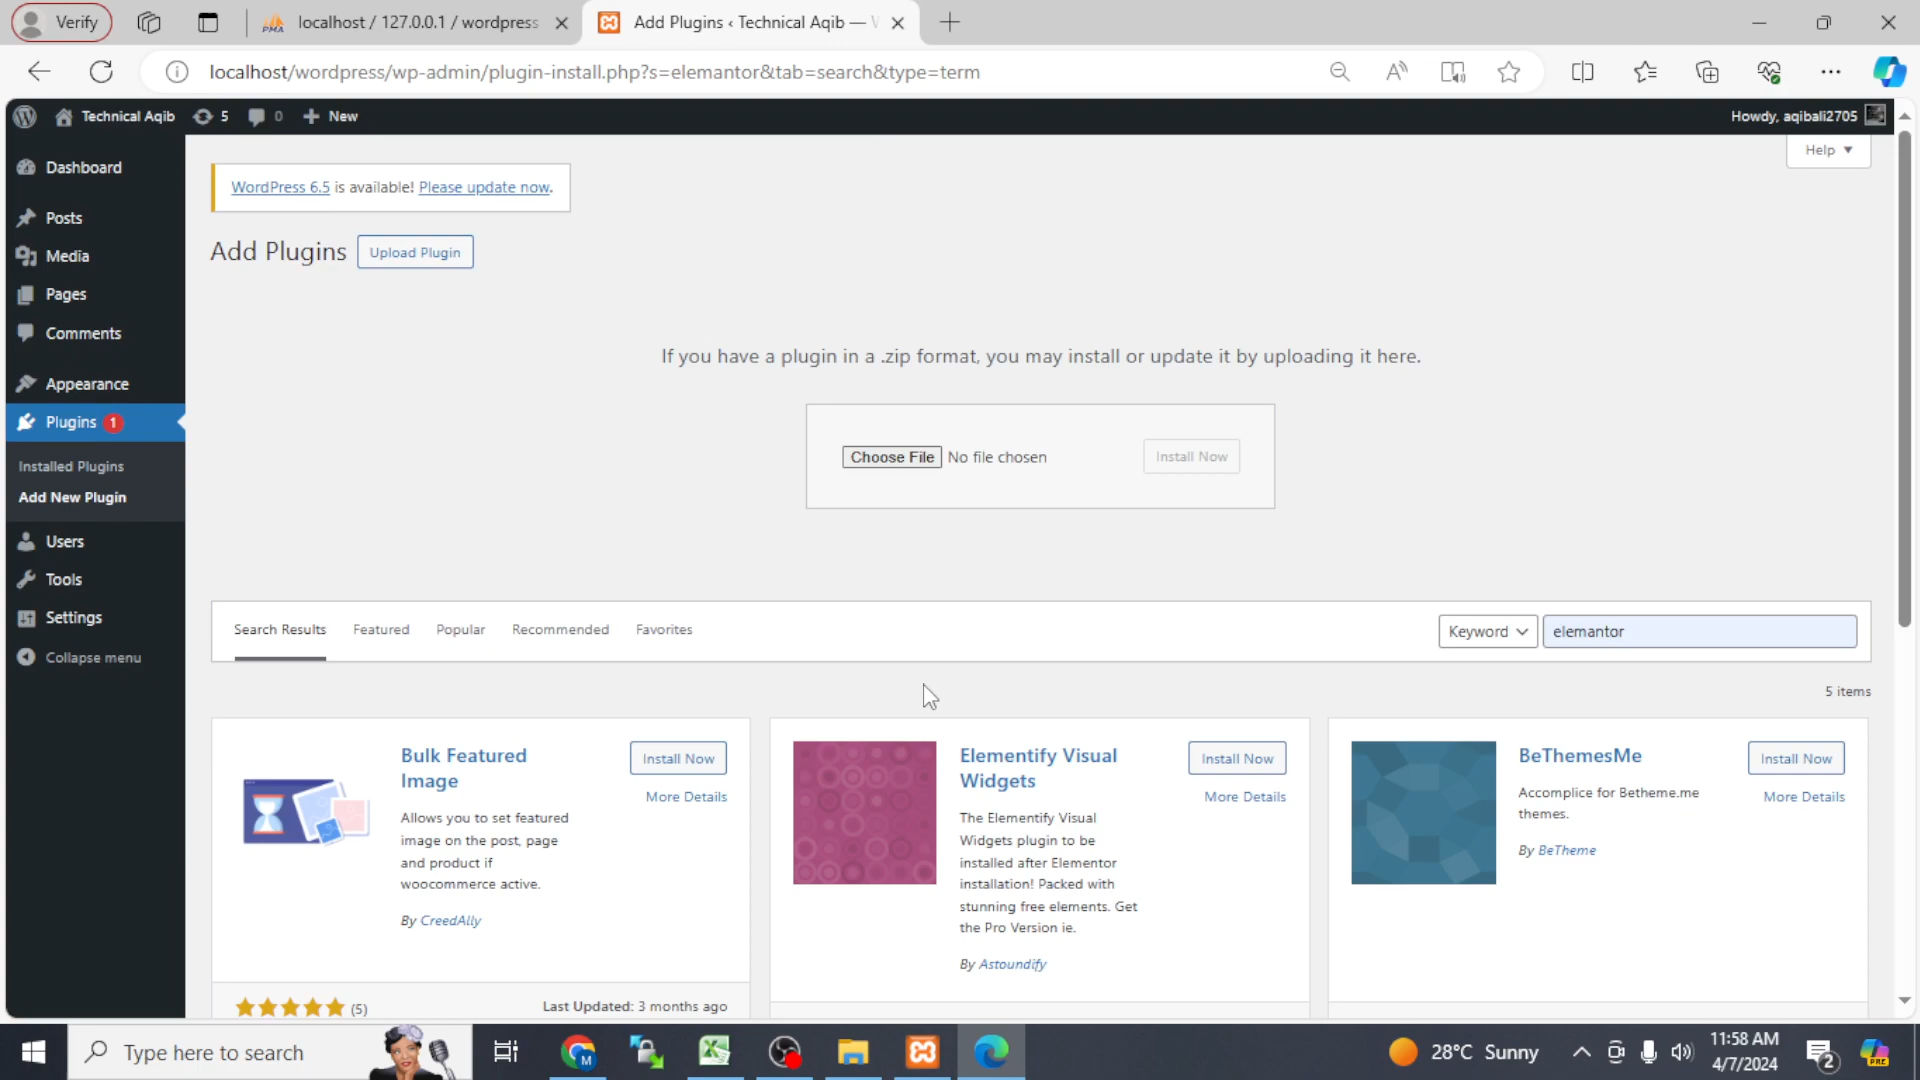 Verify
localhost / 127.0.0.1 / wordpress
Add Plugins ‹ Technical Aqib —
localhost/wordpress/wp-admin/plugin-install.php?s=elemantor&tab=search&type=term
Technical Aqib 5 0 + New
Howdy, aqibali2705
Help
Dashboard
Posts
Media
Pages
Comments
Appearance
Plugins 1
Installed Plugins
Add New Plugin
Users
Tools
Settings
Collapse menu
WordPress 6.5 is available! Please update now.
Add Plugins Upload Plugin
If you have a plugin in a .zip format, you may install or update it by uploading it here.
Choose File No file chosen Install Now
Search Results Featured Popular Recommended Favorites Keyword elemantor
5 items
Bulk Featured
Image
Install Now
More Details
Allows you to set featured
image on the post, page
and product if
woocommerce active.
By CreedAlly
(5)
Last Updated: 3 months ago
Elementify Visual
Widgets
Install Now
More Details
The Elementify Visual
Widgets plugin to be
installed after Elementor
installation! Packed with
stunning free elements. Get
the Pro Version ie.
By Astoundify
BeThemesMe
Install Now
More Details
Accomplice for Betheme.me
themes.
By BeTheme
Type here to search
28°C Sunny
11:58 AM
4/7/2024
2